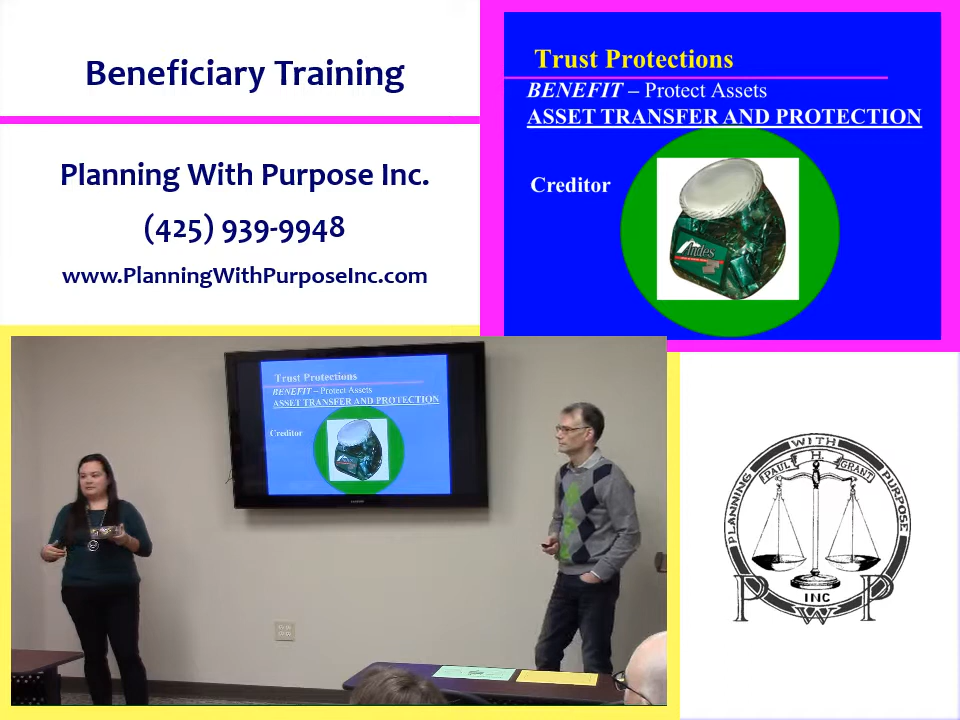 Beneficiary Training
Planning With Purpose Inc.
(425) 939-9948
www.PlanningWithPurposeInc.com
Trust Protections
BENEFIT – Protect Assets
ASSET TRANSFER AND PROTECTION
Creditor
Andes
Trust Protections
BENEFIT – Protect Assets
ASSET TRANSFER AND PROTECTION
Creditor
PLANNING WITH PURPOSE
PAUL H. GRANT
INC
PWP